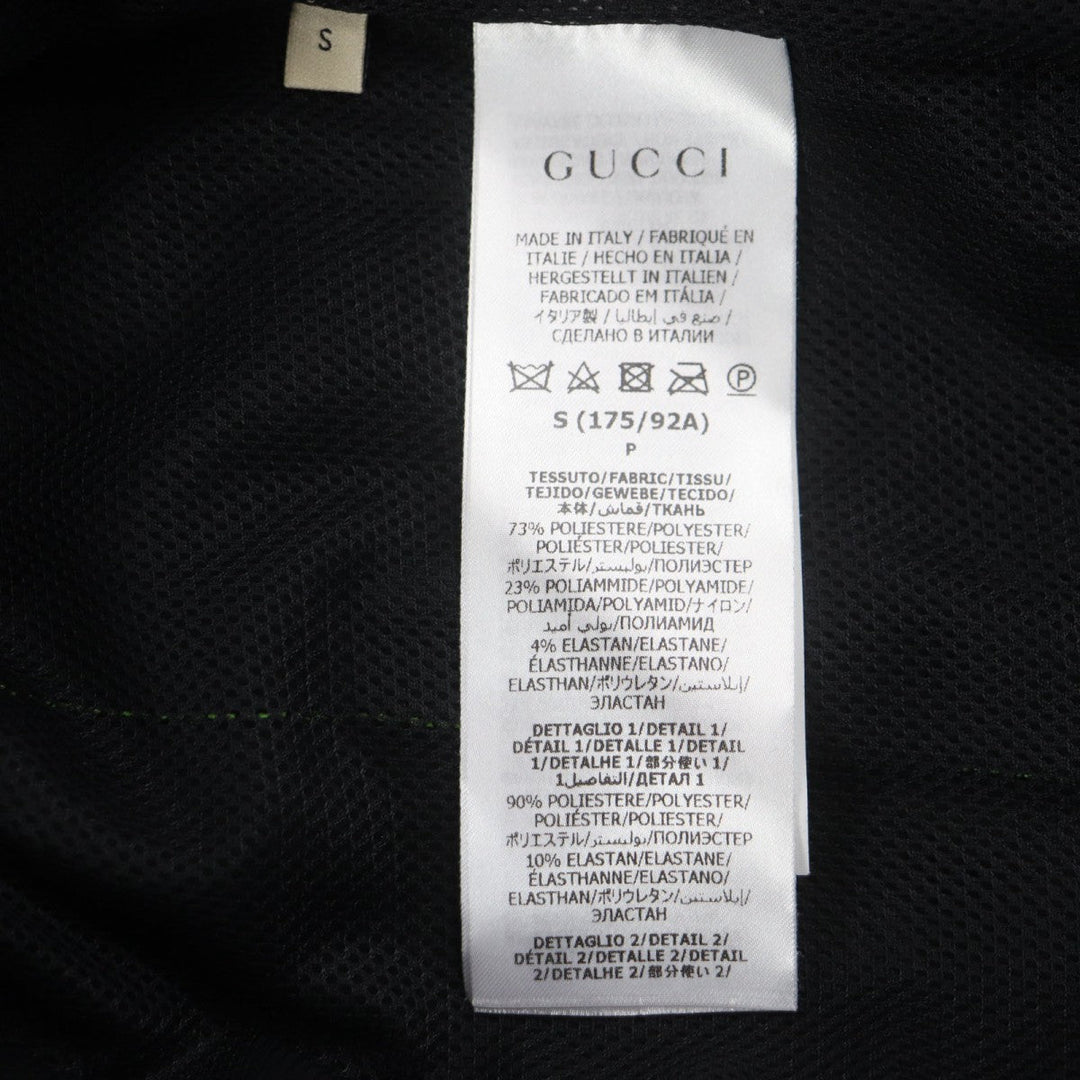 S
GUCCI
MADE IN ITALY / FABRIQUÉ EN
ITALIE / HECHO EN ITALIA /
HERGESTELLT IN ITALIEN /
FABRICADO EM ITÁLIA /
イタリア製 / صنع في إيطاليا /
СДЕЛАНО В ИТАЛИИ
P
S (175/92A)
P
TESSUTO/FABRIC/TISSU/
TEJIDO/GEWEBE/TECIDO/
本体/قماش/ТКАНЬ
73% POLIESTERE/POLYESTER/
POLIÉSTER/POLIESTER/
ポリエステル/بوليستر/ПОЛИЭСТЕР
23% POLIAMMIDE/POLYAMIDE/
POLIAMIDA/POLYAMID/ナイロン/
بولي أميد/ПОЛИАМИД
4% ELASTAN/ELASTANE/
ÉLASTHANNE/ELASTANO/
ELASTHAN/ポリウレタン/إيلاستين/
ЭЛАСТАН
DETTAGLIO 1/DETAIL 1/
DÉTAIL 1/DETALLE 1/DETAIL
1/DETALHE 1/部分使い 1/
التفاصيل1/ДЕТАЛ 1
90% POLIESTERE/POLYESTER/
POLIÉSTER/POLIESTER/
ポリエステル/بوليستر/ПОЛИЭСТЕР
10% ELASTAN/ELASTANE/
ÉLASTHANNE/ELASTANO/
ELASTHAN/ポリウレタン/إيلاستين/
ЭЛАСТАН
DETTAGLIO 2/DETAIL 2/
DÉTAIL 2/DETALLE 2/DETAIL
2/DETALHE 2/部分使い 2/